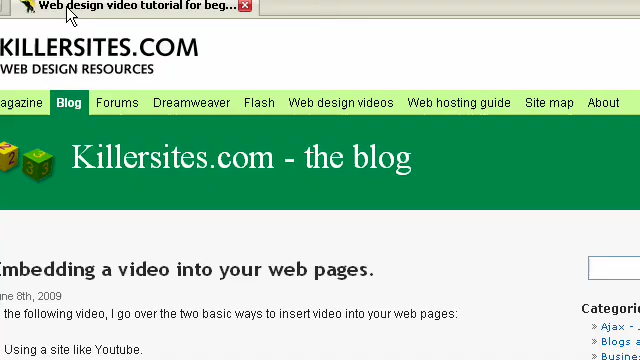 Web design video tutorial for beg...
KILLERSITES.COM
WEB DESIGN RESOURCES
agazine Blog Forums Dreamweaver Flash Web design videos Web hosting guide Site map About
Killersites.com - the blog
Embedding a video into your web pages.
une 8th, 2009
the following video, I go over the two basic ways to insert video into your web pages:
Categorie
» Ajax - J
Using a site like Youtube.
» Blogs a
» Busine